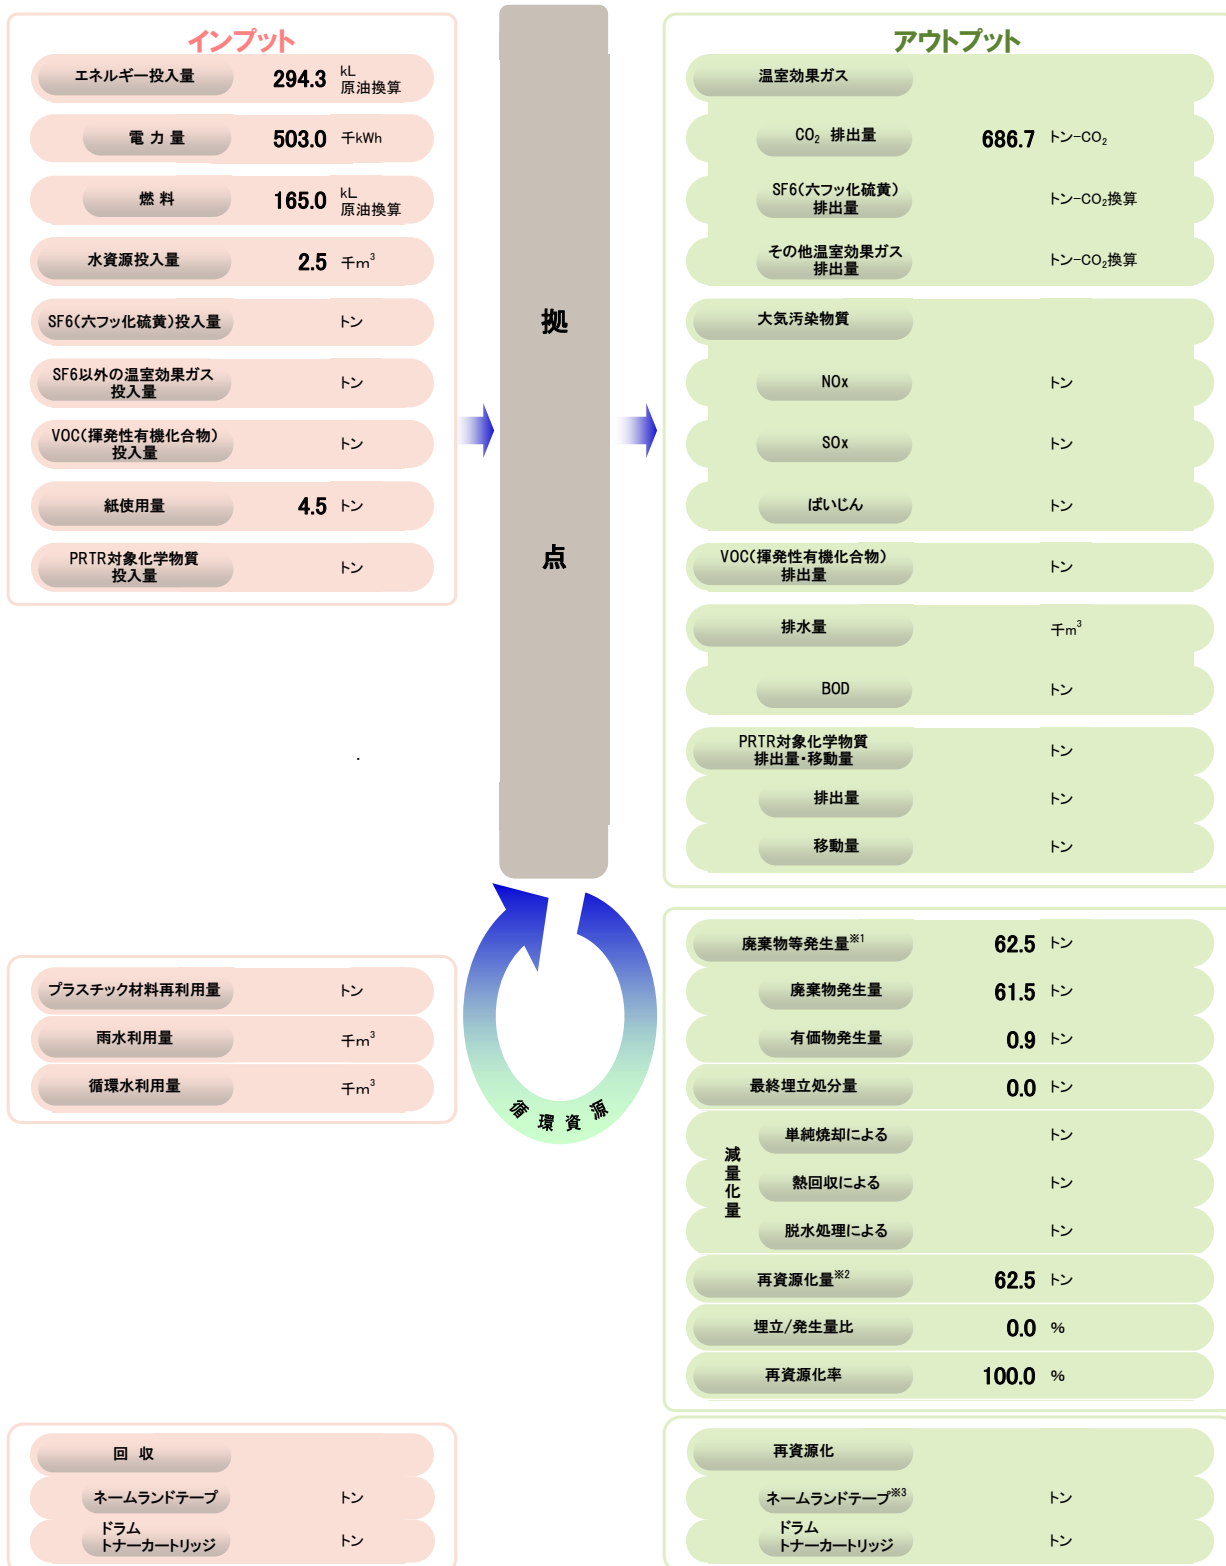 インプット
エネルギー投入量 294.3 kL
原油換算
電 力 量 503.0 千kWh
燃 料 165.0 kL
原油換算
水資源投入量 2.5 千m³
SF6(六フッ化硫黄)投入量 トン
SF6以外の温室効果ガス
投入量 トン
VOC(揮発性有機化合物)
投入量 トン
紙使用量 4.5 トン
PRTR対象化学物質
投入量 トン
拠
点
アウトプット
温室効果ガス
CO₂ 排出量 686.7 トン-CO₂
SF6(六フッ化硫黄)
排出量 トン-CO₂換算
その他温室効果ガス
排出量 トン-CO₂換算
大気汚染物質
NOx トン
SOx トン
ばいじん トン
VOC(揮発性有機化合物)
排出量 トン
排水量 千m³
BOD トン
PRTR対象化学物質
排出量・移動量 トン
排出量 トン
移動量 トン
プラスチック材料再利用量 トン
雨水利用量 千m³
循環水利用量 千m³
循環資源
廃棄物等発生量※1 62.5 トン
廃棄物発生量 61.5 トン
有価物発生量 0.9 トン
最終埋立処分量 0.0 トン
減量化量
単純焼却による トン
熱回収による トン
脱水処理による トン
再資源化量※2 62.5 トン
埋立/発生量比 0.0 %
再資源化率 100.0 %
回 収
ネームランドテープ トン
ドラム
トナーカートリッジ トン
再資源化
ネームランドテープ※3 トン
ドラム
トナーカートリッジ トン